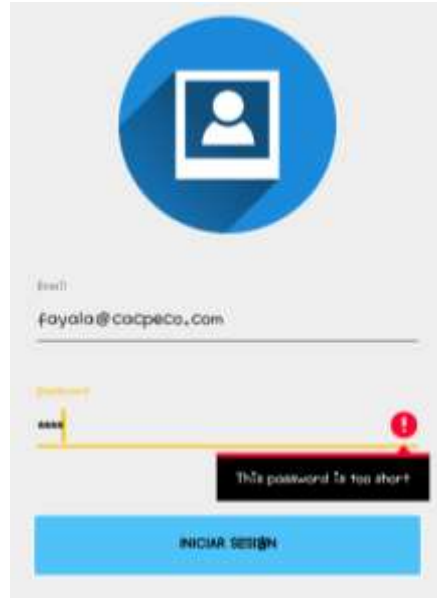 Email
fayala@cacpeco.com
Password
****
This password is too short
INICIAR SESIÓN